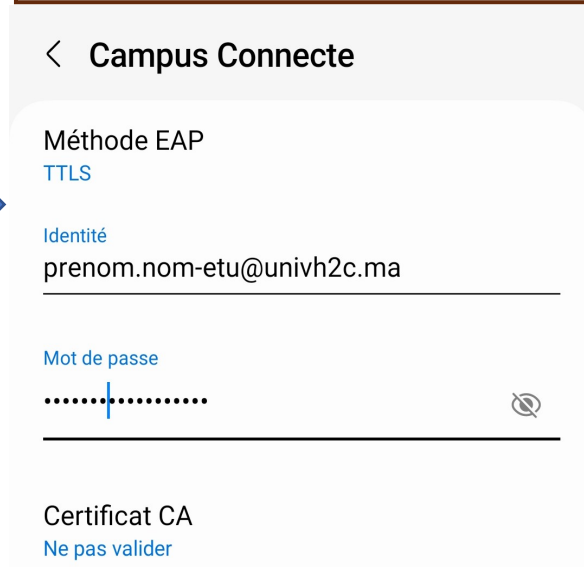 Campus Connecte
Méthode EAP
TTLS
Identité
prenom.nom-etu@univh2c.ma
Mot de passe
••••••••••••••••••
Certificat CA
Ne pas valider